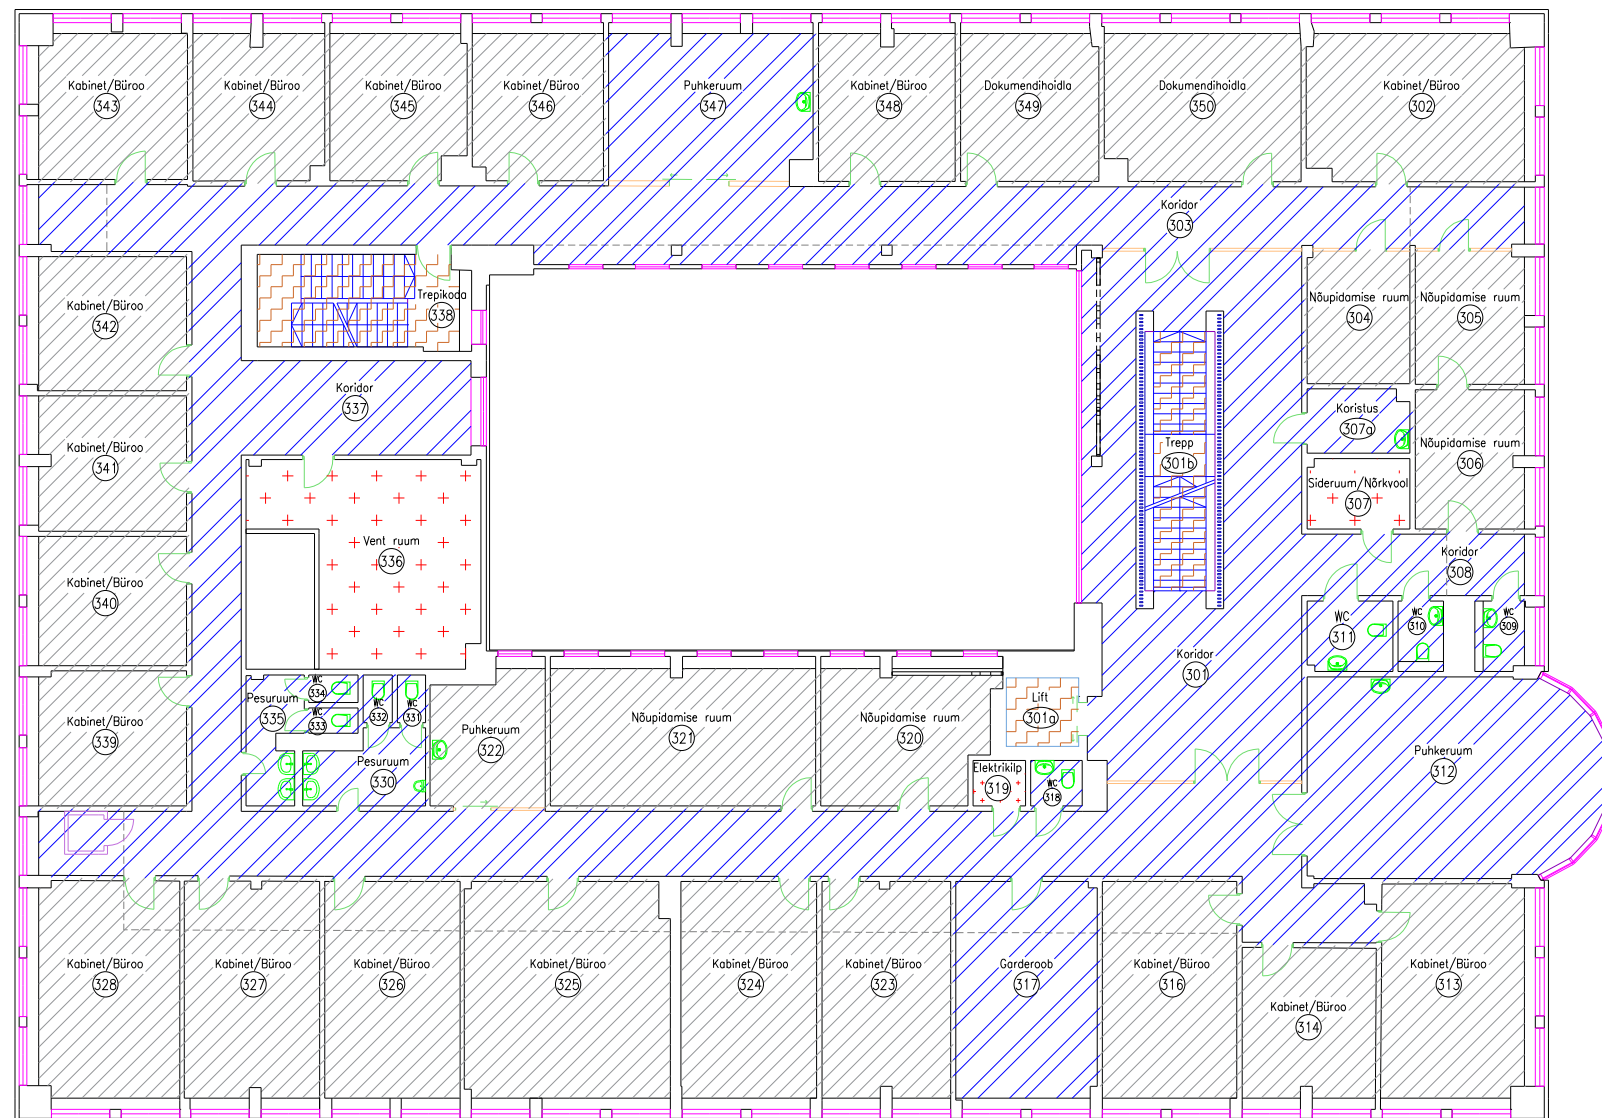 Kabinet/Büroo
343
Kabinet/Büroo
344
Kabinet/Büroo
345
Kabinet/Büroo
346
Puhkeruum
347
Kabinet/Büroo
348
Dokumendihoidla
349
Dokumendihoidla
350
Kabinet/Büroo
302
Koridor
303
Kabinet/Büroo
342
Trepikoda
338
Nõupidamise ruum
304
Nõupidamise ruum
305
Koridor
337
Koristus
307a
Trepp
301b
Nõupidamise ruum
306
Kabinet/Büroo
341
Sideruum/Nõrkvool
307
Vent ruum
336
Koridor
308
Kabinet/Büroo
340
WC
311
WC
310
WC
309
Koridor
301
Kabinet/Büroo
339
Pesuruum
335
WC
334
WC
333
WC
332
WC
331
Pesuruum
330
Puhkeruum
322
Nõupidamise ruum
321
Nõupidamise ruum
320
Lift
301a
Elektrikilp
319
WC
318
Puhkeruum
312
Kabinet/Büroo
328
Kabinet/Büroo
327
Kabinet/Büroo
326
Kabinet/Büroo
325
Kabinet/Büroo
324
Kabinet/Büroo
323
Garderoob
317
Kabinet/Büroo
316
Kabinet/Büroo
314
Kabinet/Büroo
313